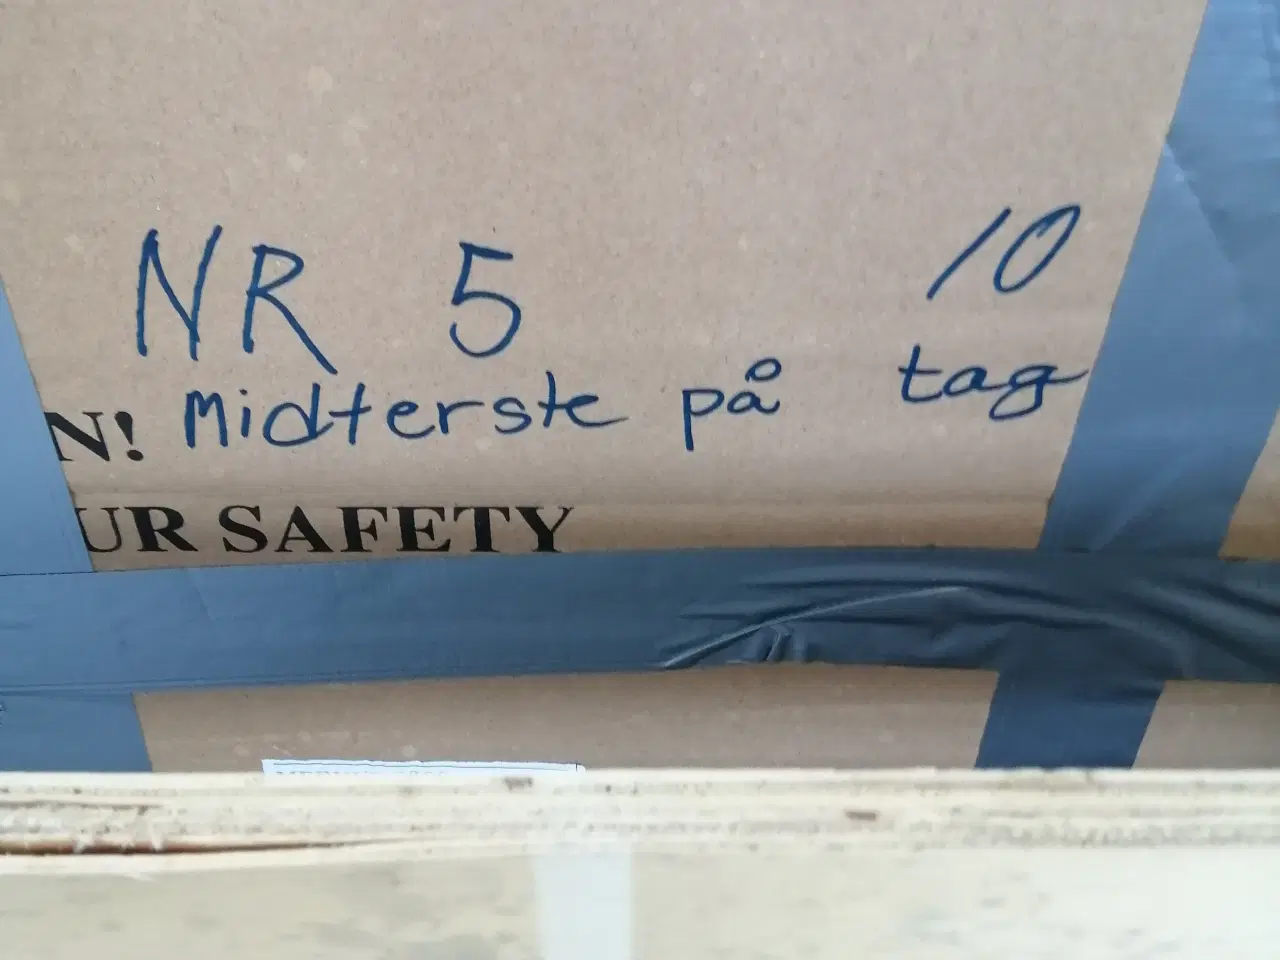 NR 5 10
midterste på tag
N!
UR SAFETY